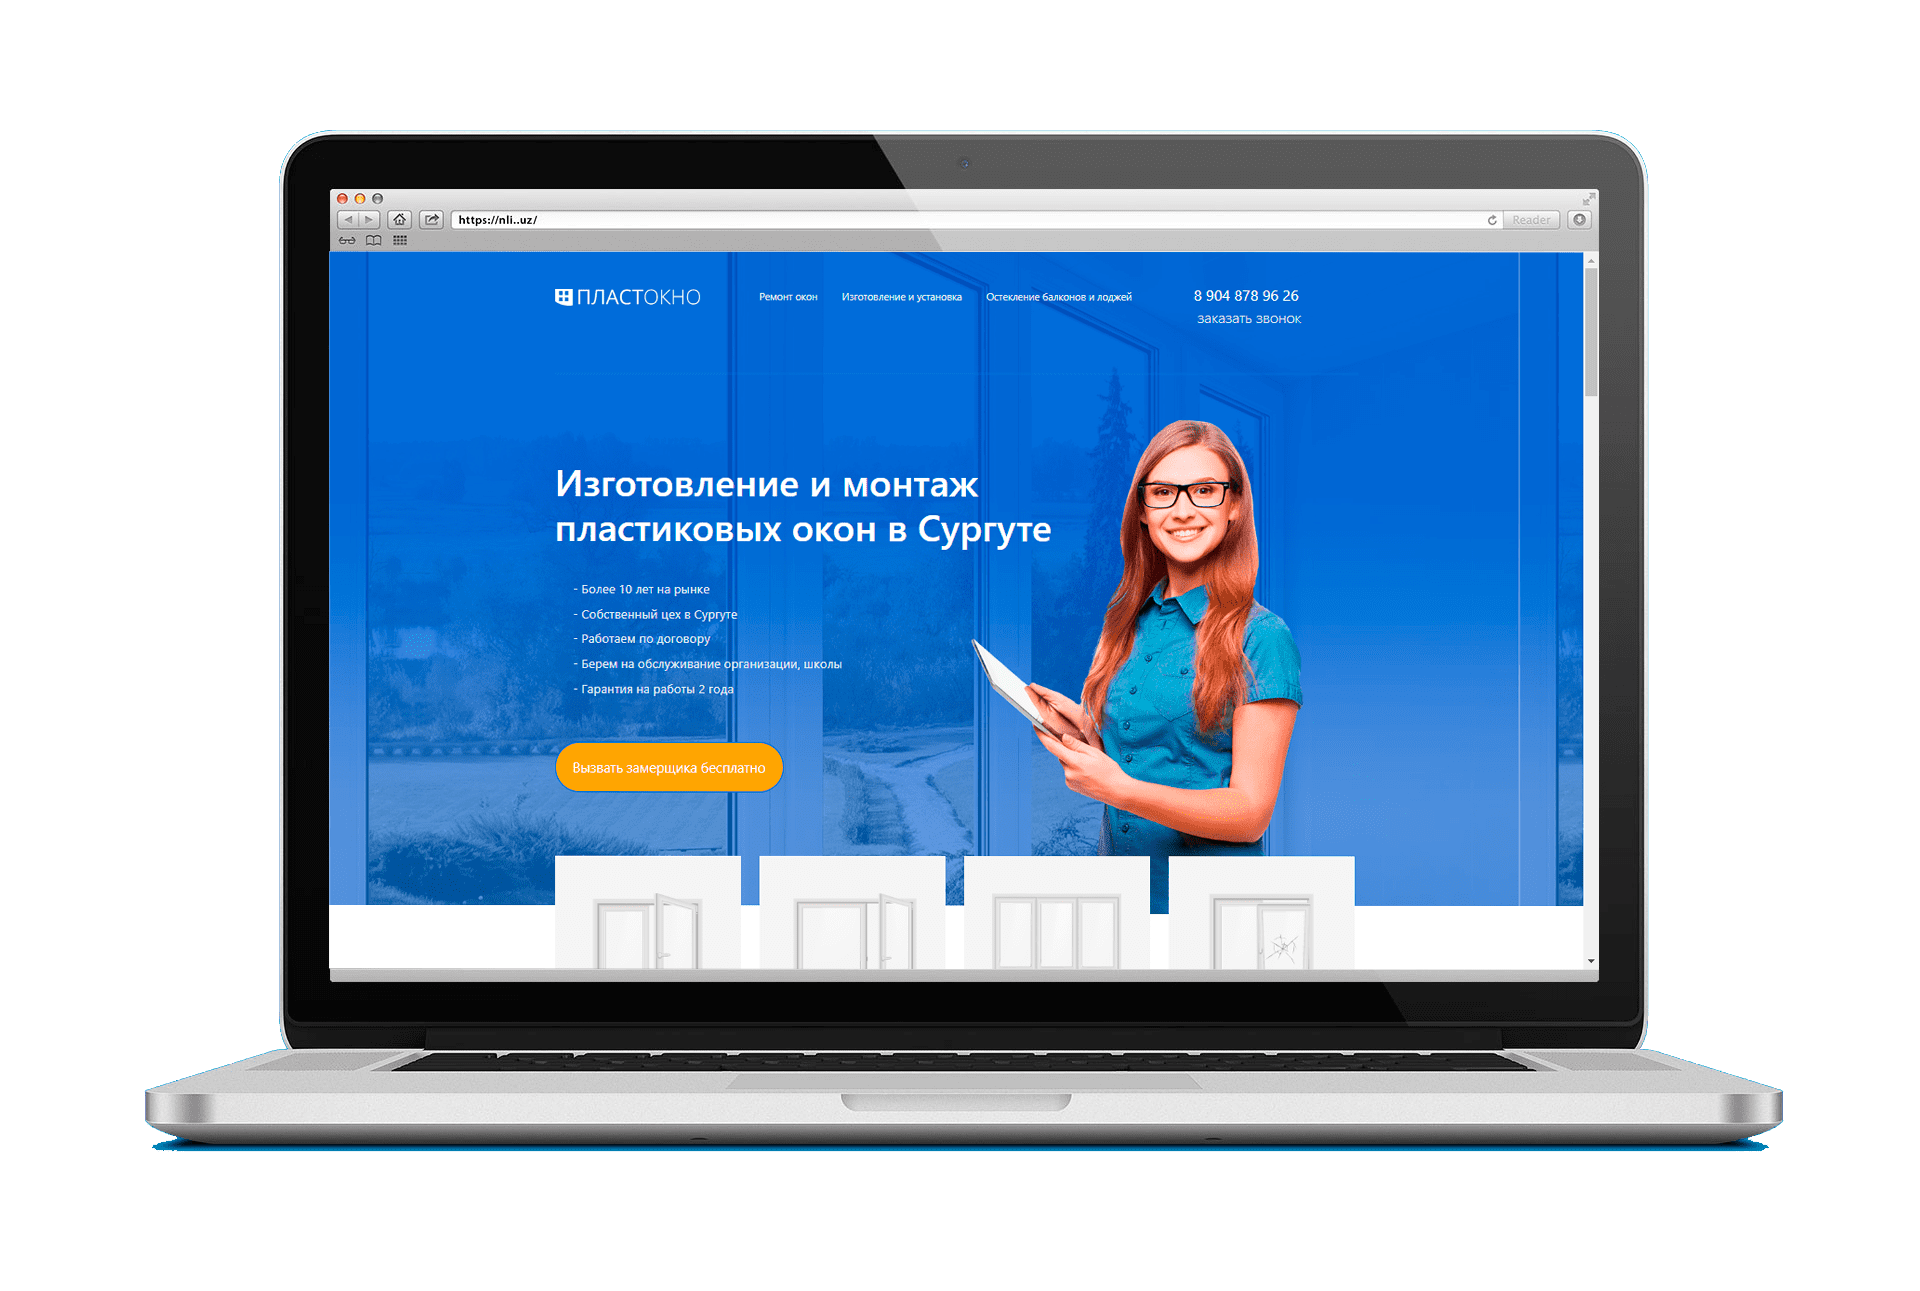 https://nli..uz/
Reader
ПЛАСТОКНО
Ремонт окон
Изготовление и установка
Остекление балконов и лоджей
8 904 878 96 26
заказать звонок
Изготовление и монтаж
пластиковых окон в Сургуте
- Более 10 лет на рынке
- Собственный цех в Сургуте
- Работаем по договору
- Берем на обслуживание организации, школы
- Гарантия на работы 2 года
Вызвать замерщика бесплатно